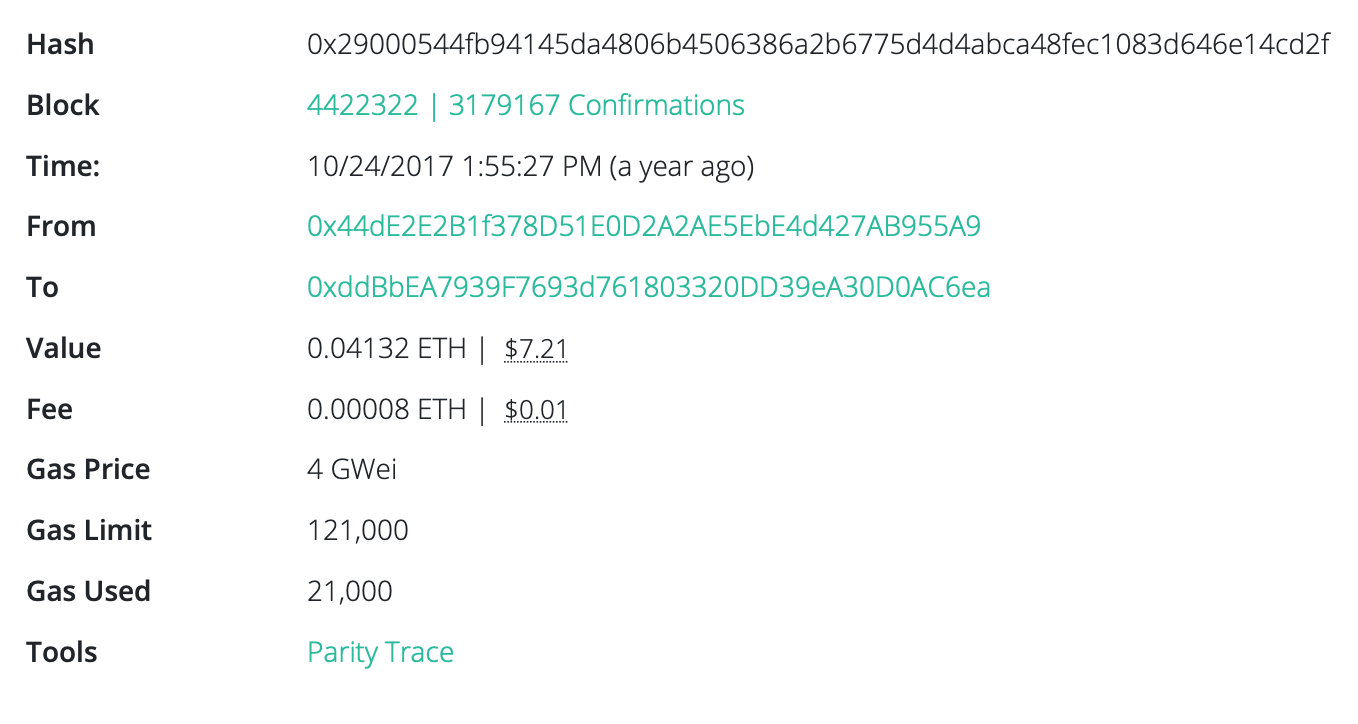 Hash 0x29000544fb94145da4806b4506386a2b6775d4d4abca48fec1083d646e14cd2f
Block 4422322 | 3179167 Confirmations
Time: 10/24/2017 1:55:27 PM (a year ago)
From 0x44dE2E2B1f378D51E0D2A2AE5EbE4d427AB955A9
To 0xddBbEA7939F7693d761803320DD39eA30D0AC6ea
Value 0.04132 ETH | $7.21
Fee 0.00008 ETH | $0.01
Gas Price 4 GWei
Gas Limit 121,000
Gas Used 21,000
Tools Parity Trace